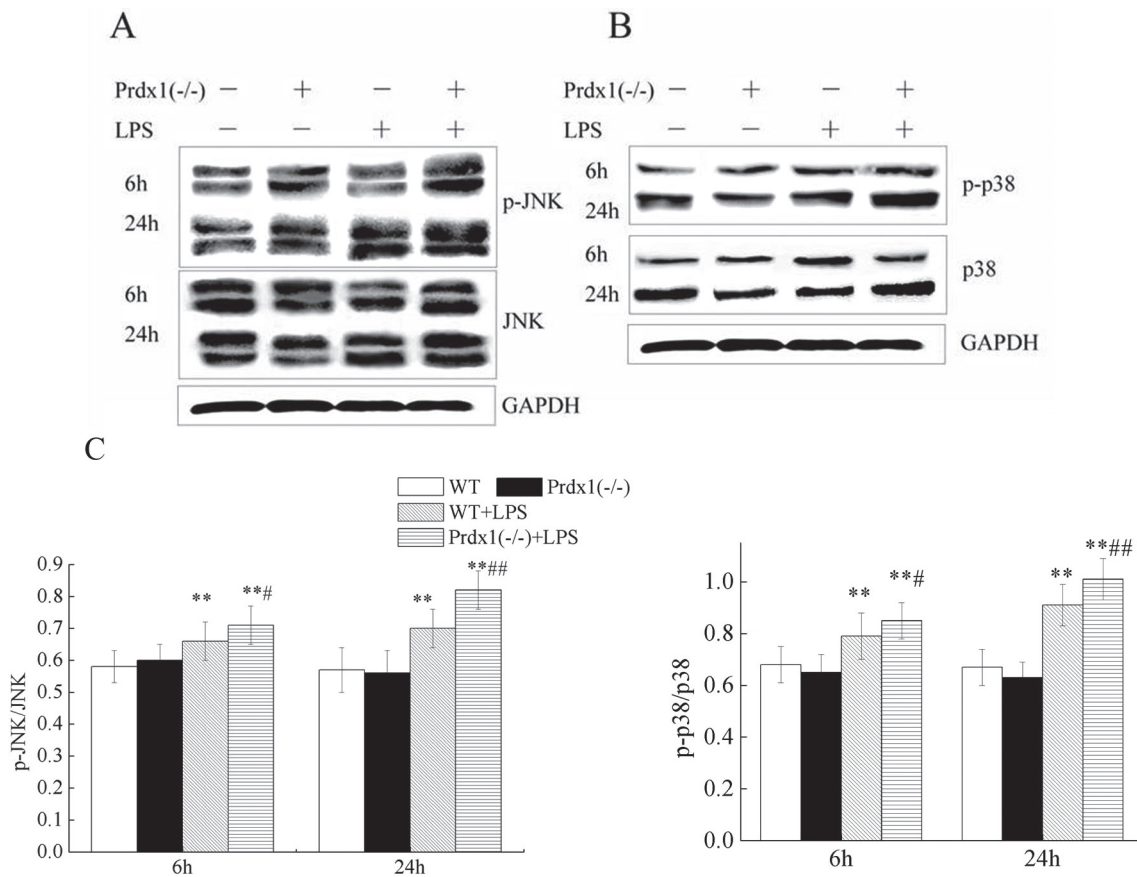 A
Prdx1(-/-) − + − +
LPS − − + +
6h
24h
p-JNK
6h
24h
JNK
GAPDH
B
Prdx1(-/-) − + − +
LPS − − + +
6h
24h
p-p38
6h
24h
p38
GAPDH
C
WT Prdx1(-/-)
WT+LPS
Prdx1(-/-)+LPS
p-JNK/JNK
0.9
0.8
0.7
0.6
0.5
0.4
0.3
0.2
0.1
0.0
** **# ** **##
6h 24h
p-p38/p38
1.0
0.8
0.6
0.4
0.2
0.0
** **# ** **##
6h 24h